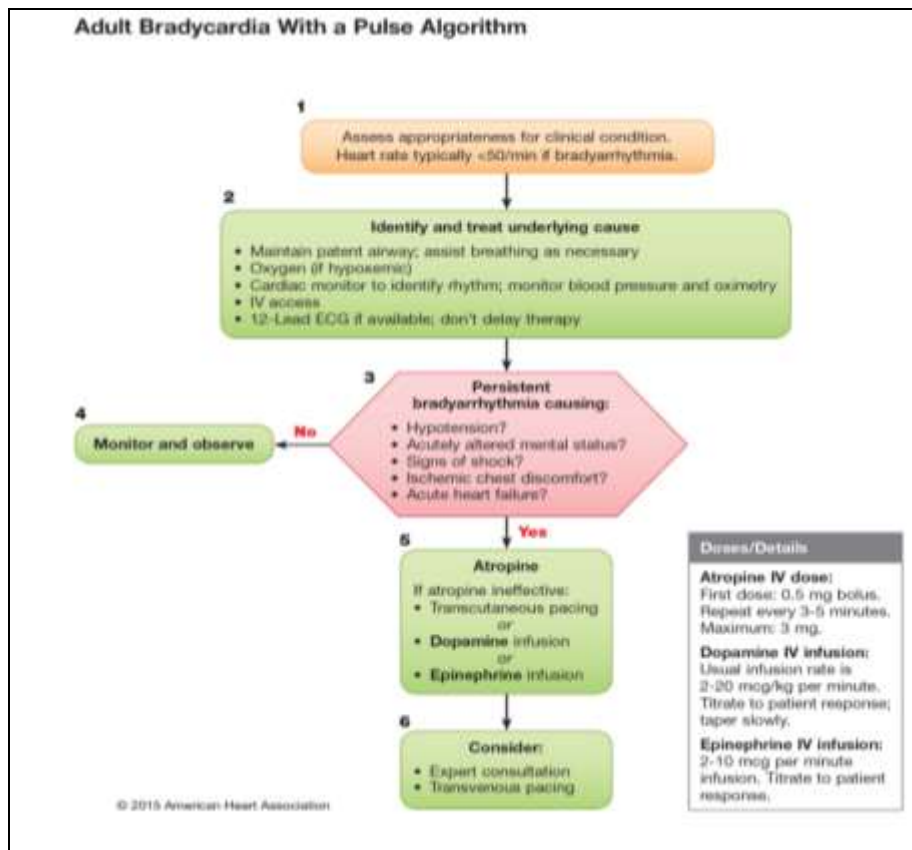 Adult Bradycardia With a Pulse Algorithm
1
Assess appropriateness for clinical condition.
Heart rate typically <50/min if bradyarrhythmia.
2
Identify and treat underlying cause
• Maintain patent airway; assist breathing as necessary
• Oxygen (if hypoxemic)
• Cardiac monitor to identify rhythm; monitor blood pressure and oximetry
• IV access
• 12-Lead ECG if available; don't delay therapy
3
Persistent
bradyarrhythmia causing:
• Hypotension?
• Acutely altered mental status?
• Signs of shock?
• Ischemic chest discomfort?
• Acute heart failure?
4
No
Monitor and observe
Yes
5
Atropine
If atropine ineffective:
• Transcutaneous pacing
or
• Dopamine infusion
or
• Epinephrine infusion
6
Consider:
• Expert consultation
• Transvenous pacing
Doses/Details
Atropine IV dose:
First dose: 0.5 mg bolus.
Repeat every 3-5 minutes.
Maximum: 3 mg.
Dopamine IV infusion:
Usual infusion rate is
2-20 mcg/kg per minute.
Titrate to patient response;
taper slowly.
Epinephrine IV infusion:
2-10 mcg per minute
infusion. Titrate to patient
response.
© 2015 American Heart Association